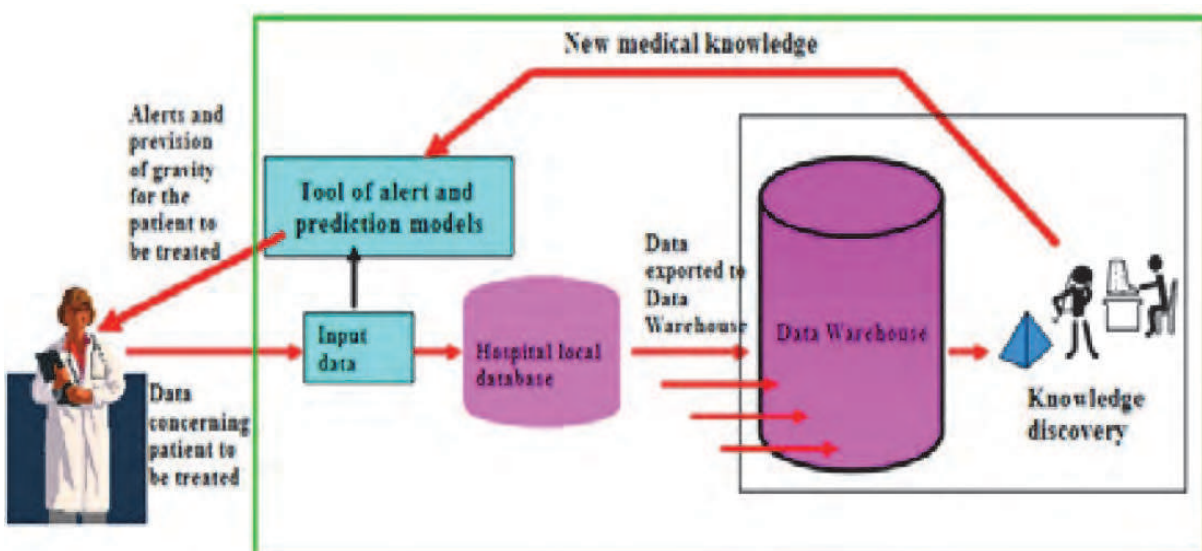 New medical knowledge
Alerts and
prevision
of gravity
for the
patient to
be treated
Tool of alert and
prediction models
Data
exported to
Data
Warehouse
Input
data
Hospital local
database
Data Warehouse
Data
concerning
patient to
be treated
Knowledge
discovery